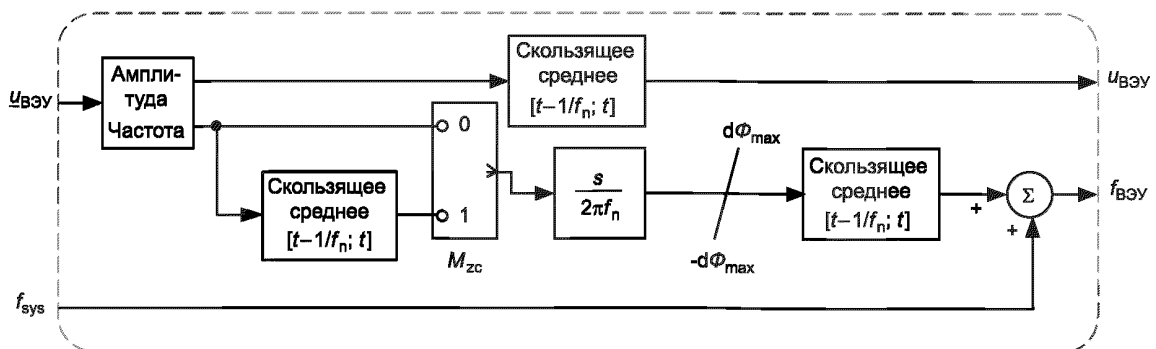 Скользящее
среднее
[t−1/fn; t]
uВЭУ
Ампли-
туда
Частота
uВЭУ
0
1
Mzc
Скользящее
среднее
[t−1/fn; t]
s
2πfn
dΦmax
-dΦmax
Скользящее
среднее
[t−1/fn; t]
+
Σ
+
fВЭУ
fsys